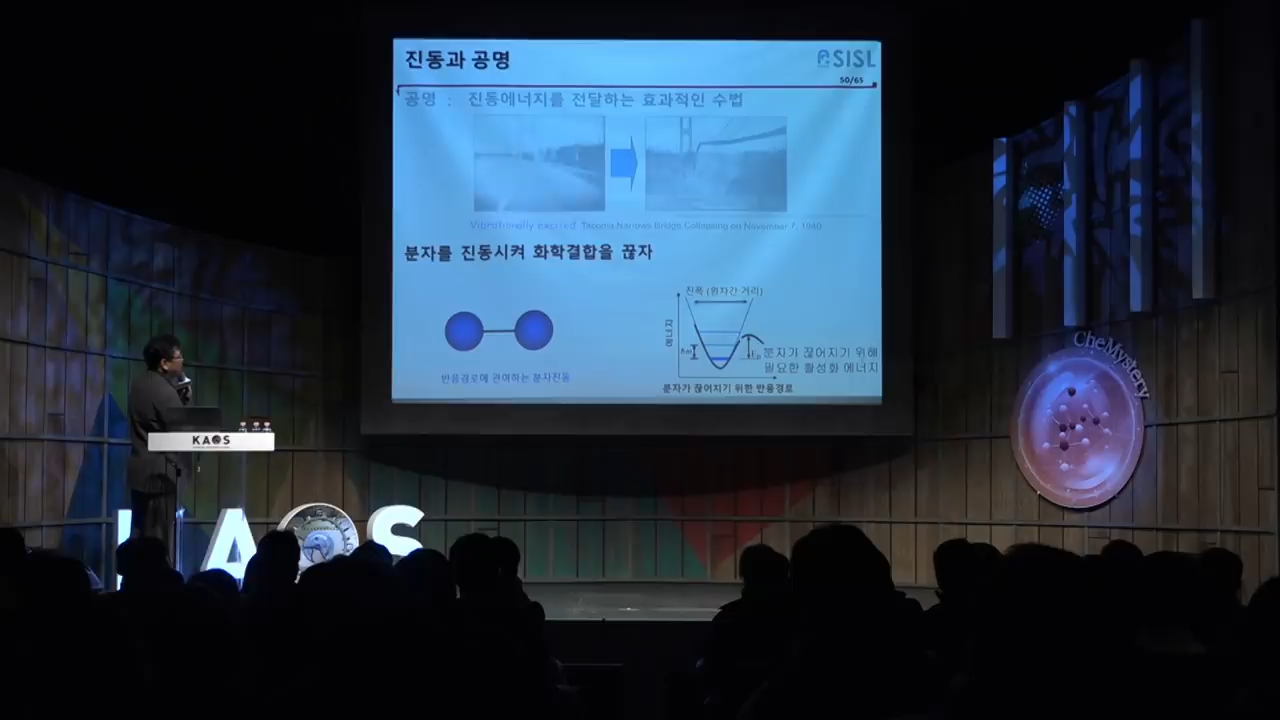 진동과 공명
SISL
50/65
공명 : 진동에너지를 전달하는 효과적인 수법
Vibrationally excited Tacoma Narrows Bridge Collapsing on November 7, 1940
분자를 진동시켜 화학결합을 끊자
진폭 (원자간 거리)
분자가 끊어지기 위해
필요한 활성화 에너지
반응경로에 관여하는 분자진동
분자가 끊어지기 위한 반응경로
CheMystery
KAOS
KAOS